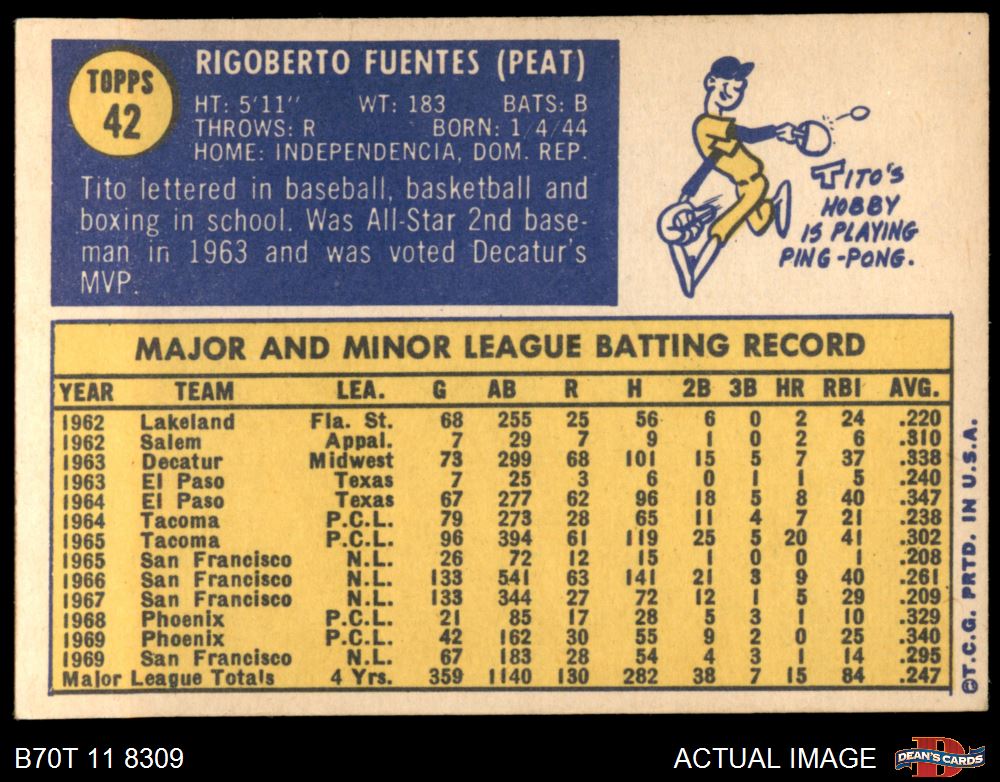 TOPPS
42
RIGOBERTO FUENTES (PEAT)
HT: 5'11" WT: 183 BATS: B
THROWS: R BORN: 1/4/44
HOME: INDEPENDENCIA, DOM. REP.
Tito lettered in baseball, basketball and
boxing in school. Was All-Star 2nd base-
man in 1963 and was voted Decatur's
MVP.
TITO'S
HOBBY
IS PLAYING
PING-PONG.
MAJOR AND MINOR LEAGUE BATTING RECORD
YEAR TEAM LEA. G AB R H 2B 3B HR RBI AVG.
1962 Lakeland Fla. St. 68 255 25 56 6 0 2 24 .220
1962 Salem Appal. 7 29 7 9 1 0 2 6 .310
1963 Decatur Midwest 73 299 68 101 15 5 7 37 .338
1963 El Paso Texas 7 25 3 6 0 1 1 5 .240
1964 El Paso Texas 67 277 62 96 18 5 8 40 .347
1964 Tacoma P.C.L. 79 273 28 65 11 4 7 21 .238
1965 Tacoma P.C.L. 96 394 61 119 25 5 20 41 .302
1965 San Francisco N.L. 26 72 12 15 1 0 0 1 .208
1966 San Francisco N.L. 133 541 63 141 21 3 9 40 .261
1967 San Francisco N.L. 133 344 27 72 12 1 5 29 .209
1968 Phoenix P.C.L. 21 85 17 28 5 3 1 10 .329
1969 Phoenix P.C.L. 42 162 30 55 9 2 0 25 .340
1969 San Francisco N.L. 67 183 28 54 4 3 1 14 .295
Major League Totals 4 Yrs. 359 1140 130 282 38 7 15 84 .247
©T.C.G. PRTD. IN U.S.A.
B70T 11 8309
ACTUAL IMAGE
D
DEAN'S CARDS